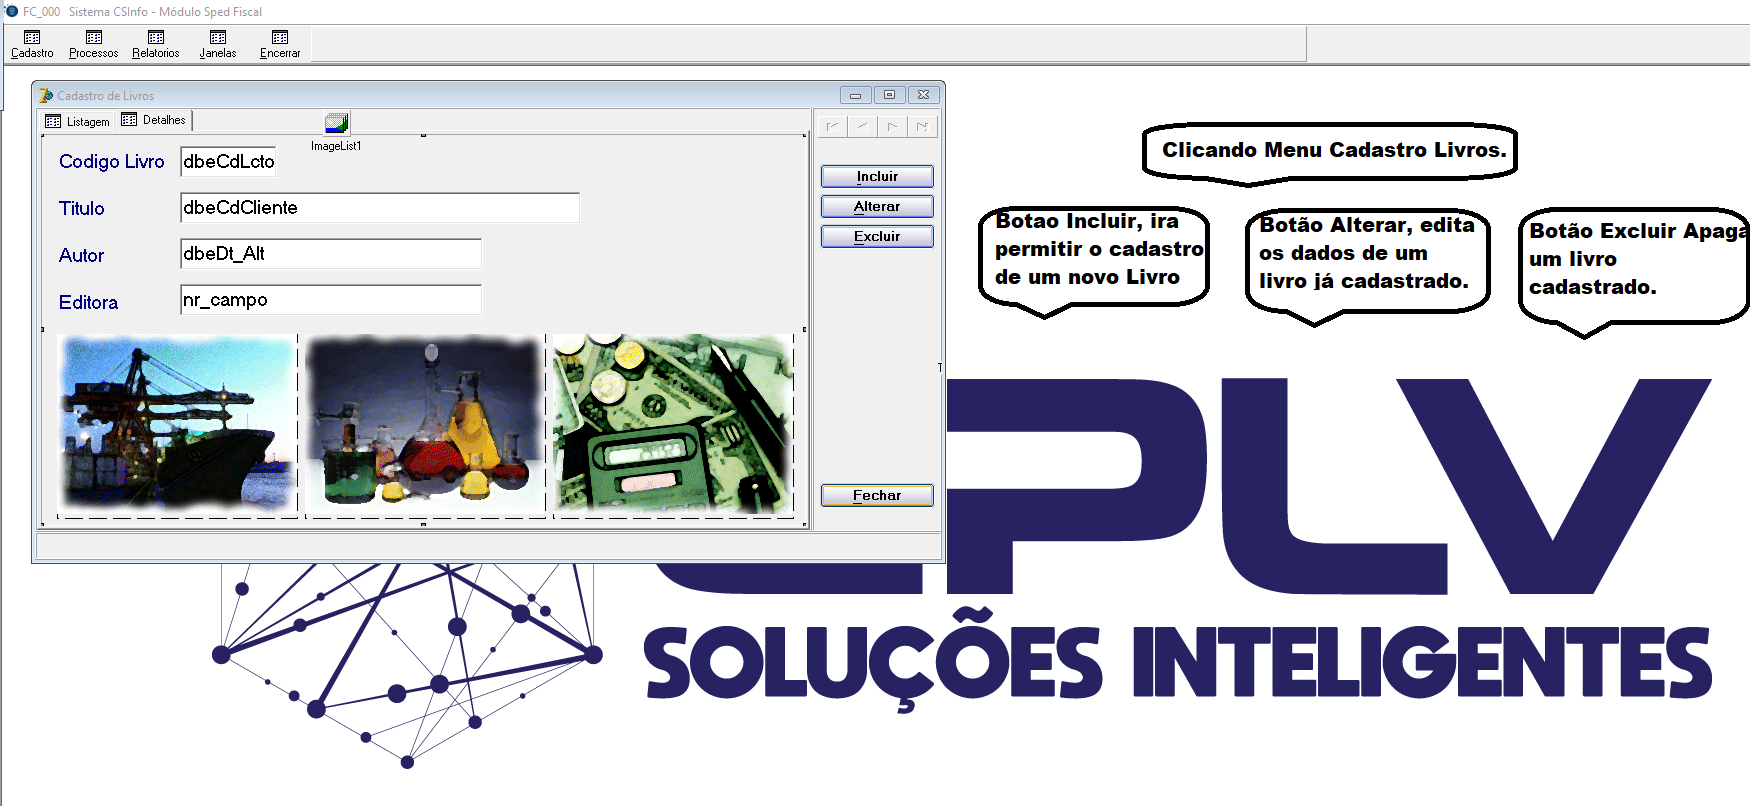 FC_000 Sistema CSInfo - Módulo Sped Fiscal
Cadastro Processos Relatorios Janelas Encerrar
Cadastro de Livros
Listagem Detalhes
ImageList1
Codigo Livro dbeCdLcto
Titulo dbeCdCliente
Autor dbeDt_Alt
Editora nr_campo
Incluir
Alterar
Excluir
Fechar
Clicando Menu Cadastro Livros.
Botao Incluir, ira
permitir o cadastro
de um novo Livro
Botão Alterar, edita
os dados de um
livro já cadastrado.
Botão Excluir Apaga
um livro
cadastrado.
PLV
SOLUÇÕES INTELIGENTES